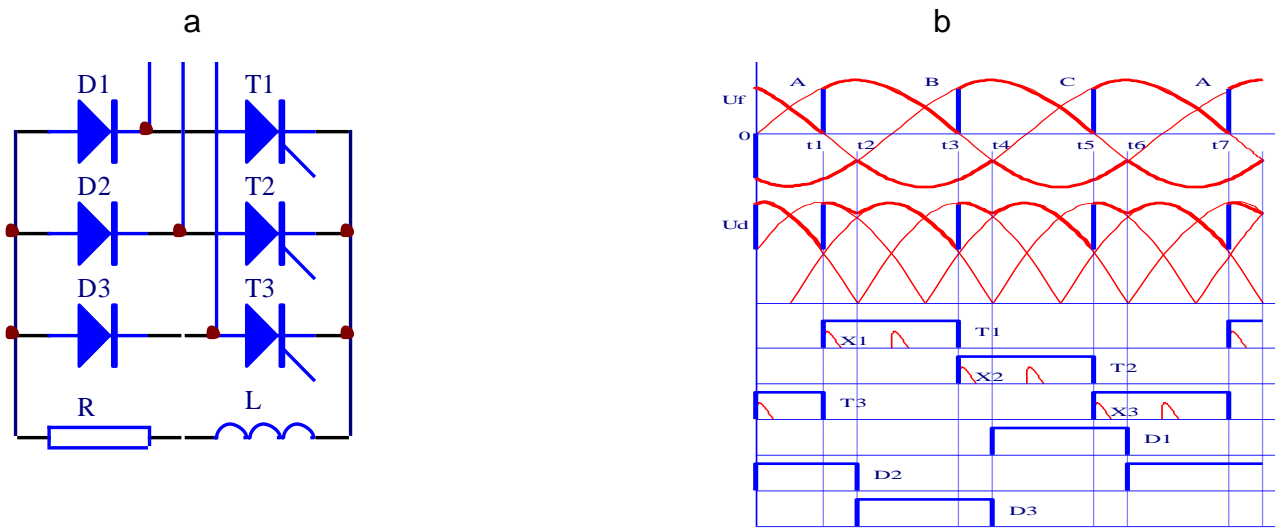 a
b
D1 T1
D2 T2
D3 T3
R L
A B C A
Uf
0
t1 t2 t3 t4 t5 t6 t7
Ud
X1 T1
X2 T2
T3 X3
D1
D2
D3